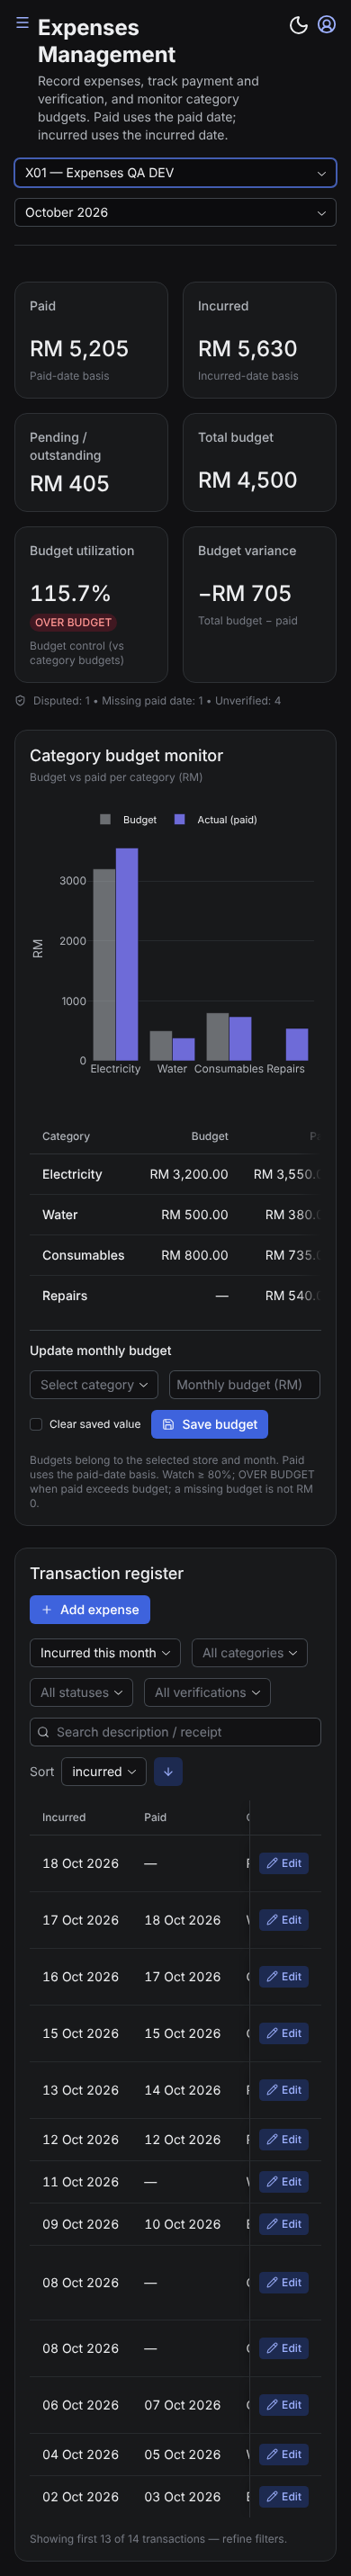 Expenses
Management
Record expenses, track payment and
verification, and monitor category
budgets. Paid uses the paid date;
incurred uses the incurred date.
X01 — Expenses QA DEV
October 2026
Paid
RM 5,205
Paid-date basis
Incurred
RM 5,630
Incurred-date basis
Pending /
outstanding
RM 405
Total budget
RM 4,500
Budget utilization
115.7%
OVER BUDGET
Budget control (vs
category budgets)
Budget variance
−RM 705
Total budget − paid
Disputed: 1 • Missing paid date: 1 • Unverified: 4
Category budget monitor
Budget vs paid per category (RM)
Budget Actual (paid)
RM
3000
2000
1000
0
Electricity Water Consumables Repairs
Category Budget
Electricity RM 3,200.00 RM 3,550.
Water RM 500.00 RM 380.
Consumables RM 800.00 RM 735.
Repairs — RM 540.
Update monthly budget
Select category Monthly budget (RM)
Clear saved value Save budget
Budgets belong to the selected store and month. Paid
uses the paid-date basis. Watch ≥ 80%; OVER BUDGET
when paid exceeds budget; a missing budget is not RM
0.
Transaction register
+ Add expense
Incurred this month All categories
All statuses All verifications
Search description / receipt
Sort incurred ↓
Incurred Paid
18 Oct 2026 — Edit
17 Oct 2026 18 Oct 2026 Edit
16 Oct 2026 17 Oct 2026 Edit
15 Oct 2026 15 Oct 2026 Edit
13 Oct 2026 14 Oct 2026 Edit
12 Oct 2026 12 Oct 2026 Edit
11 Oct 2026 — Edit
09 Oct 2026 10 Oct 2026 Edit
08 Oct 2026 — Edit
08 Oct 2026 — Edit
06 Oct 2026 07 Oct 2026 Edit
04 Oct 2026 05 Oct 2026 Edit
02 Oct 2026 03 Oct 2026 Edit
Showing first 13 of 14 transactions — refine filters.